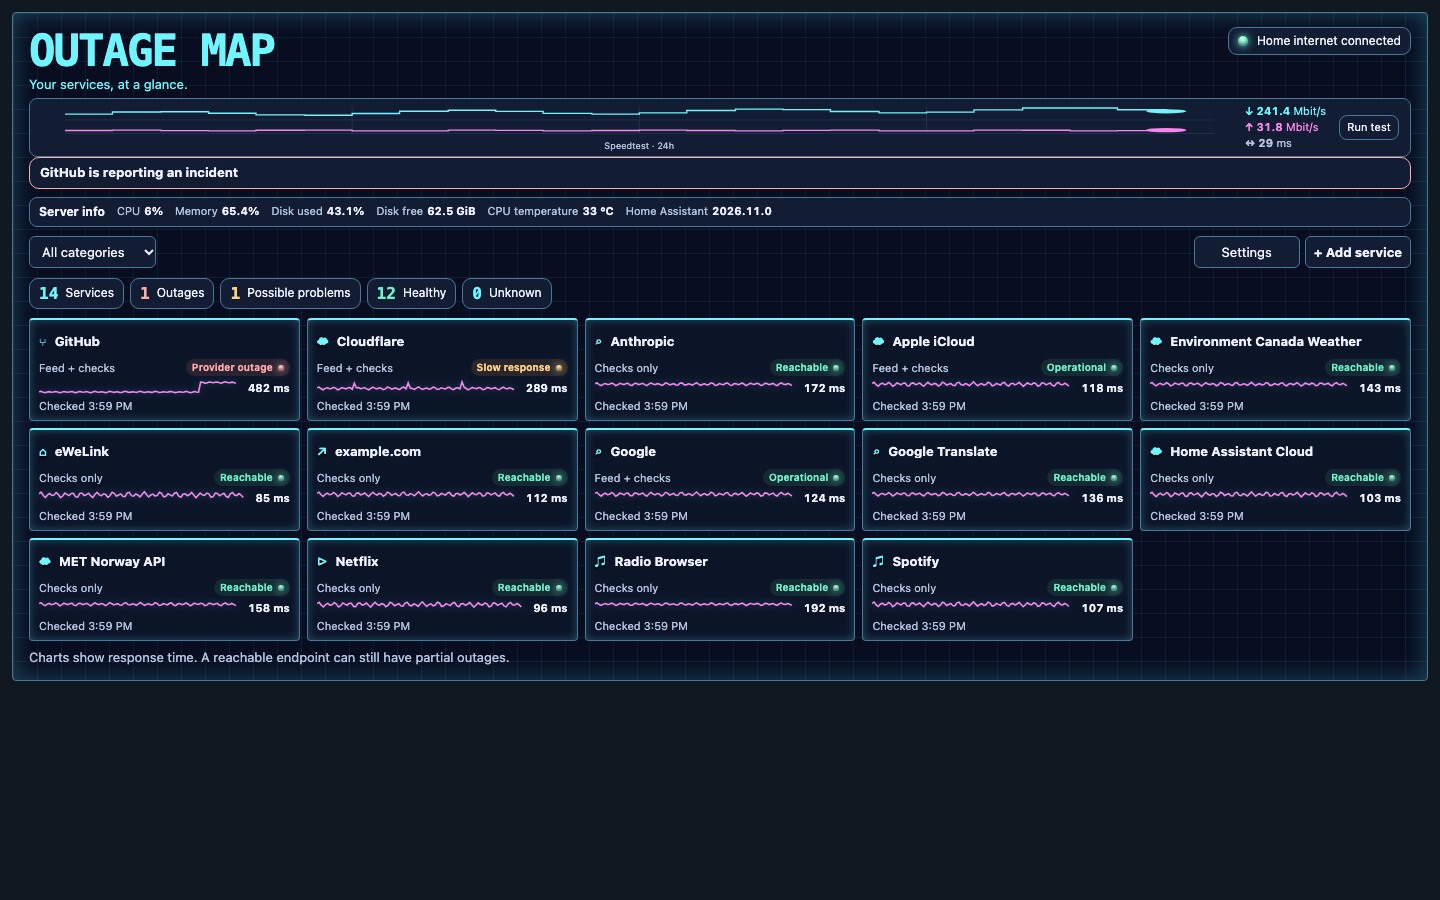 OUTAGE MAP
Home internet connected
Your services, at a glance.
↓ 241.4 Mbit/s
↑ 31.8 Mbit/s
↔ 29 ms
Run test
Speedtest · 24h
GitHub is reporting an incident
Server info CPU 6% Memory 65.4% Disk used 43.1% Disk free 62.5 GiB CPU temperature 33 °C Home Assistant 2026.11.0
All categories
Settings
+ Add service
14 Services
1 Outages
1 Possible problems
12 Healthy
0 Unknown
GitHub
Feed + checks
Provider outage
482 ms
Checked 3:59 PM
Cloudflare
Feed + checks
Slow response
289 ms
Checked 3:59 PM
Anthropic
Checks only
Reachable
172 ms
Checked 3:59 PM
Apple iCloud
Feed + checks
Operational
118 ms
Checked 3:59 PM
Environment Canada Weather
Checks only
Reachable
143 ms
Checked 3:59 PM
eWeLink
Checks only
Reachable
85 ms
Checked 3:59 PM
example.com
Checks only
Reachable
112 ms
Checked 3:59 PM
Google
Feed + checks
Operational
124 ms
Checked 3:59 PM
Google Translate
Checks only
Reachable
136 ms
Checked 3:59 PM
Home Assistant Cloud
Checks only
Reachable
103 ms
Checked 3:59 PM
MET Norway API
Checks only
Reachable
158 ms
Checked 3:59 PM
Netflix
Checks only
Reachable
96 ms
Checked 3:59 PM
Radio Browser
Checks only
Reachable
192 ms
Checked 3:59 PM
Spotify
Checks only
Reachable
107 ms
Checked 3:59 PM
Charts show response time. A reachable endpoint can still have partial outages.